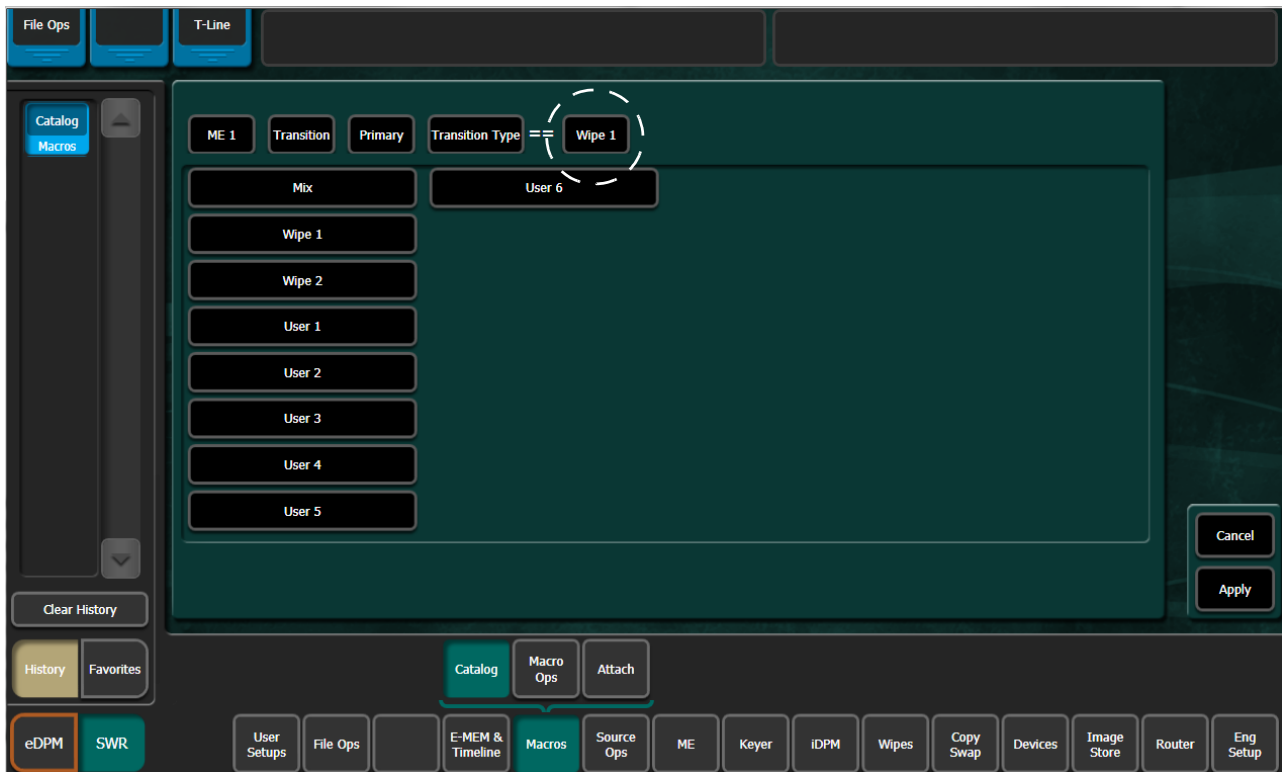 File Ops
T-Line
Catalog
Macros
ME 1 Transition Primary Transition Type == Wipe 1
Mix User 6
Wipe 1
Wipe 2
User 1
User 2
User 3
User 4
User 5
Cancel
Apply
Clear History
History Favorites
Catalog
Macro
Ops
Attach
eDPM SWR
User
Setups
File Ops
E-MEM &
Timeline
Macros
Source
Ops
ME
Keyer
iDPM
Wipes
Copy
Swap
Devices
Image
Store
Router
Eng
Setup